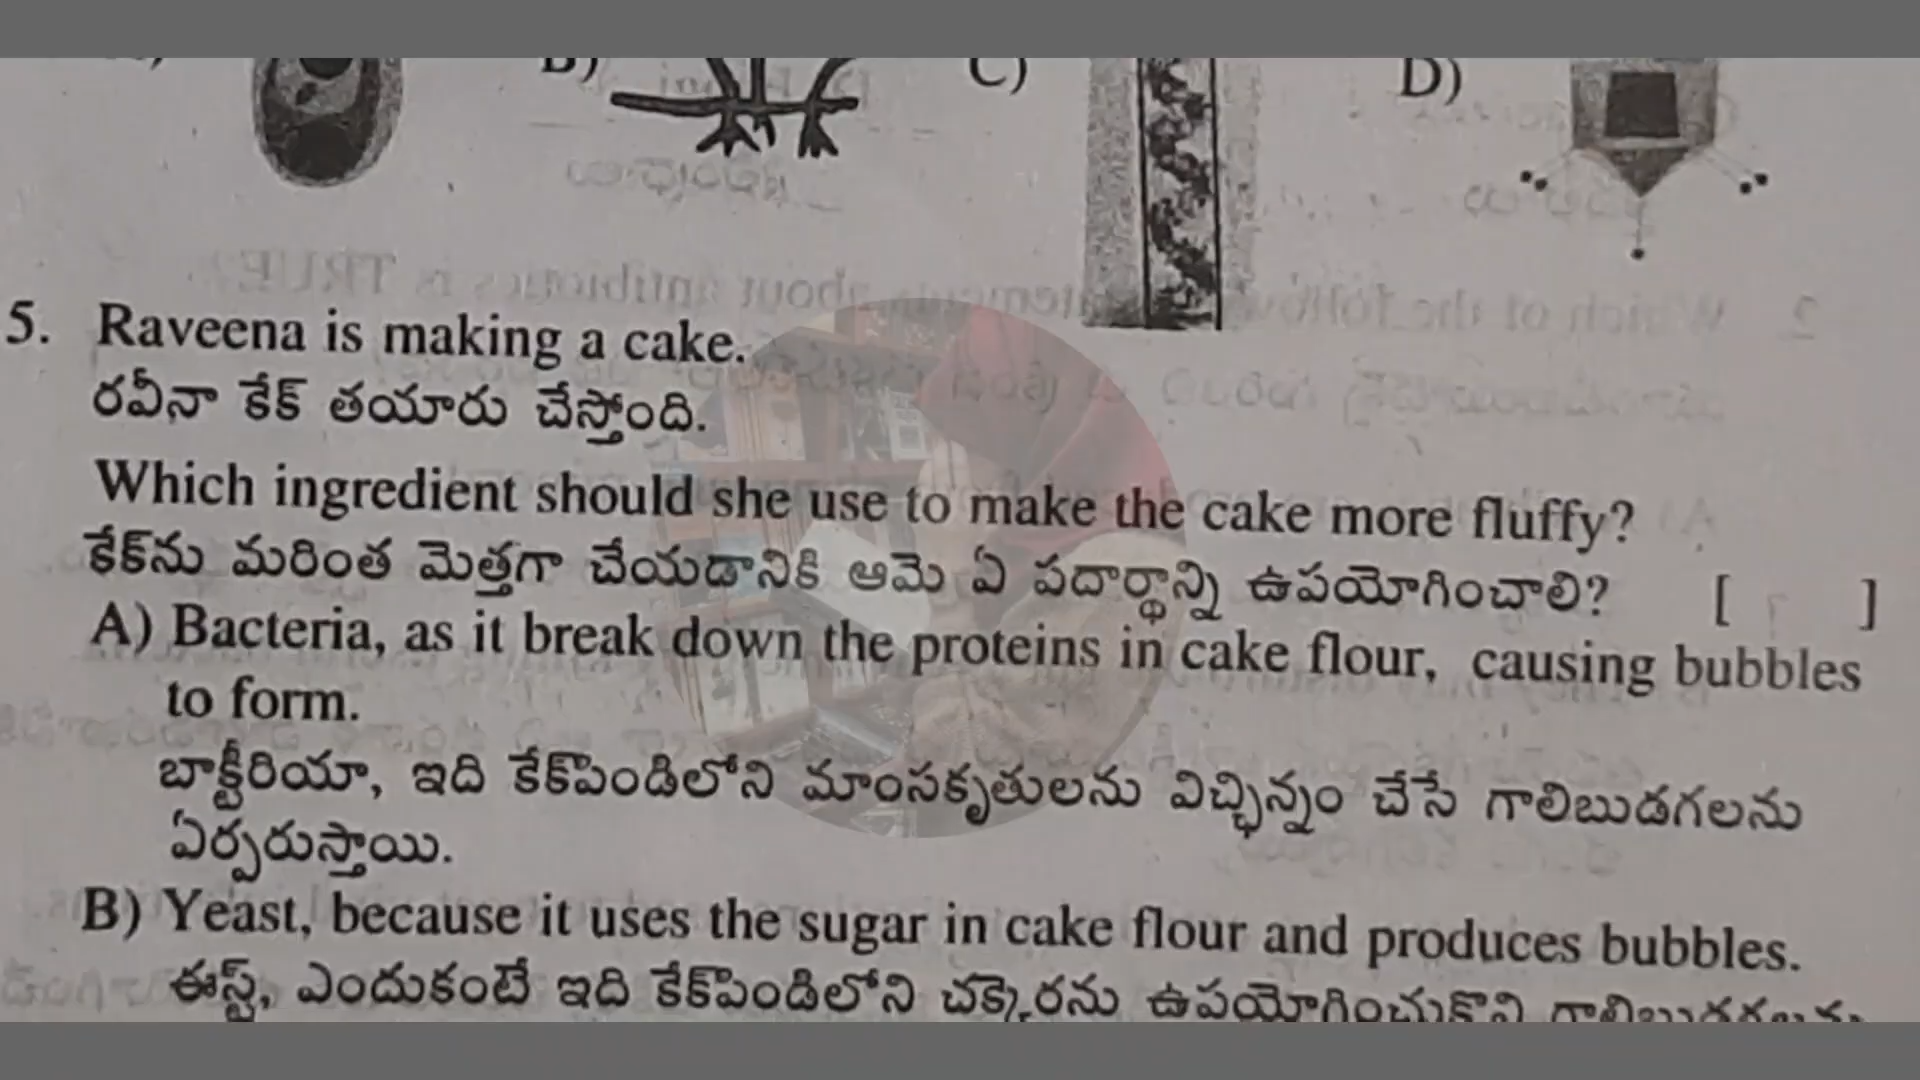 B)
C)
D)
5. Raveena is making a cake.
రవీనా కేక్ తయారు చేస్తోంది.
Which ingredient should she use to make the cake more fluffy?
కేక్‌ను మరింత మెత్తగా చేయడానికి ఆమె ఏ పదార్థాన్ని ఉపయోగించాలి? [ ]
A) Bacteria, as it break down the proteins in cake flour, causing bubbles
to form.
బాక్టీరియా, ఇది కేక్‌పిండిలోని మాంసకృతులను విచ్ఛిన్నం చేసే గాలిబుడగలను
ఏర్పరుస్తాయి.
B) Yeast, because it uses the sugar in cake flour and produces bubbles.
ఈస్ట్, ఎందుకంటే ఇది కేక్‌పిండిలోని చక్కెరను ఉపయోగించుకొని